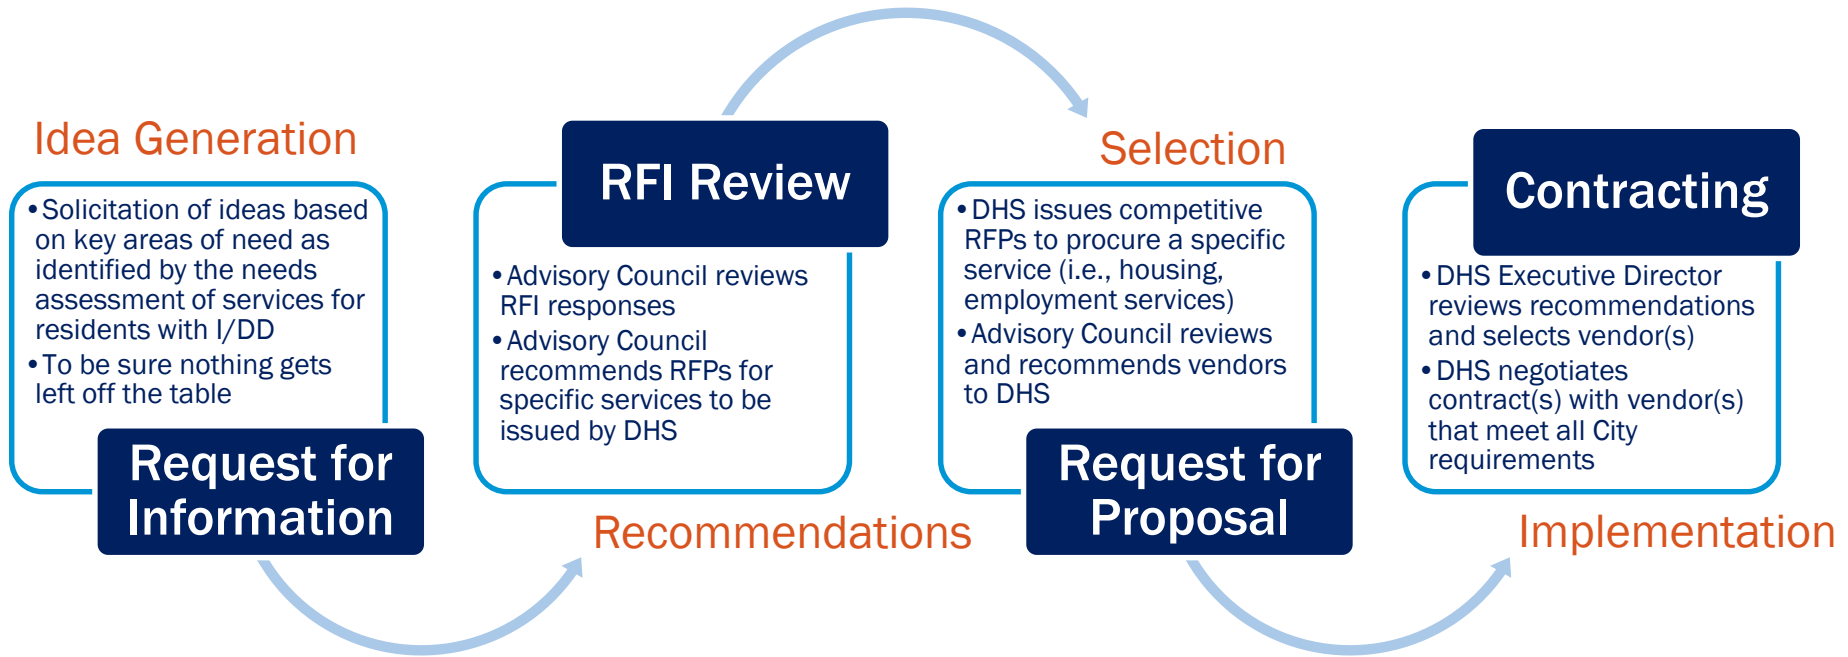 Idea Generation
•Solicitation of ideas based
on key areas of need as
identified by the needs
assessment of services for
residents with I/DD
•To be sure nothing gets
left off the table
Request for
Information
RFI Review
•Advisory Council reviews
RFI responses
•Advisory Council
recommends RFPs for
specific services to be
issued by DHS
Recommendations
Selection
•DHS issues competitive
RFPs to procure a specific
service (i.e., housing,
employment services)
•Advisory Council reviews
and recommends vendors
to DHS
Request for
Proposal
Contracting
•DHS Executive Director
reviews recommendations
and selects vendor(s)
•DHS negotiates
contract(s) with vendor(s)
that meet all City
requirements
Implementation